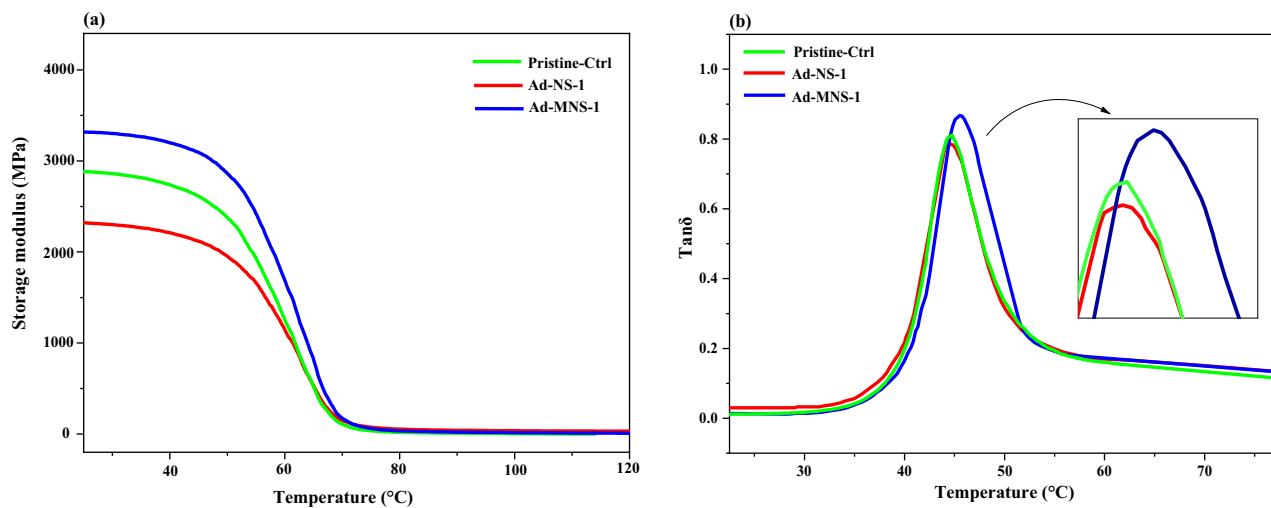 (a)
Storage modulus (MPa)
4000
3000
2000
1000
0
Pristine-Ctrl
Ad-NS-1
Ad-MNS-1
40
60
80
100
120
Temperature (°C)
(b)
Tanδ
1.0
0.8
0.6
0.4
0.2
0.0
Pristine-Ctrl
Ad-NS-1
Ad-MNS-1
30
40
50
60
70
Temperature (°C)